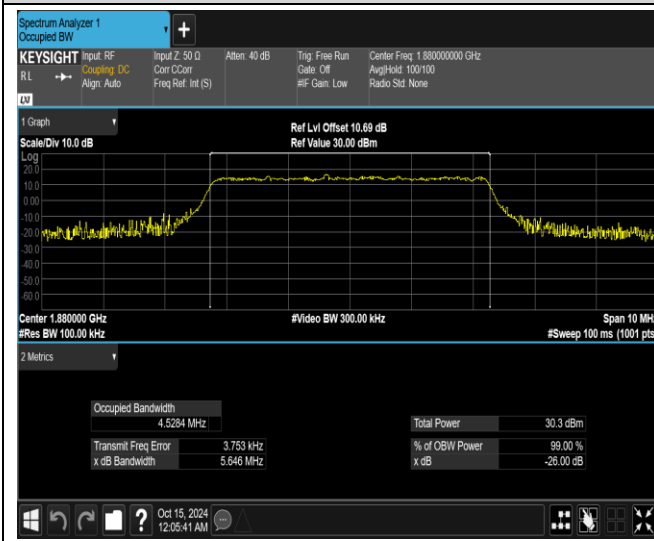 Spectrum Analyzer 1
Occupied BW
KEYSIGHT
RL
LXI
Input: RF
Coupling: DC
Align: Auto
Input Z: 50 Ω
Corr CCorr
Freq Ref: Int (S)
Atten: 40 dB
Trig: Free Run
Gate: Off
#IF Gain: Low
Center Freq: 1.880000000 GHz
Avg|Hold: 100/100
Radio Std: None
1 Graph
Scale/Div 10.0 dB
Ref Lvl Offset 10.69 dB
Ref Value 30.00 dBm
Log
20.0
10.0
0.00
-10.0
-20.0
-30.0
-40.0
-50.0
-60.0
Center 1.880000 GHz
#Res BW 100.00 kHz
#Video BW 300.00 kHz
Span 10 MHz
#Sweep 100 ms (1001 pts
2 Metrics
Occupied Bandwidth
4.5284 MHz
Transmit Freq Error 3.753 kHz
x dB Bandwidth 5.646 MHz
Total Power 30.3 dBm
% of OBW Power 99.00 %
x dB -26.00 dB
?
Oct 15, 2024
12:05:41 AM